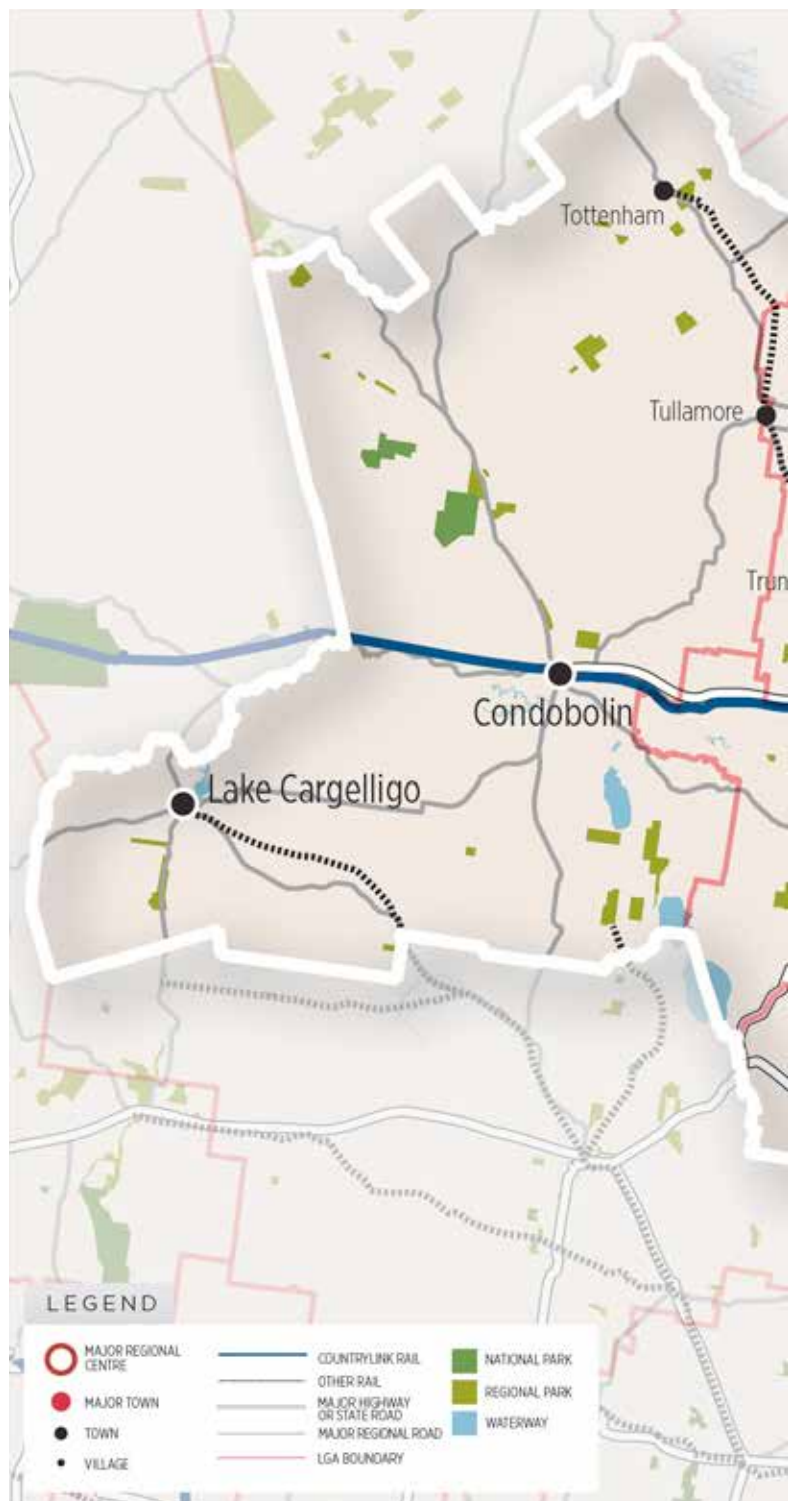 Tottenham
Tullamore
Trun
Condobolin
Lake Cargelligo
LEGEND
MAJOR REGIONAL
CENTRE
MAJOR TOWN
TOWN
VILLAGE
COUNTRYLINK RAIL
OTHER RAIL
MAJOR HIGHWAY
OR STATE ROAD
MAJOR REGIONAL ROAD
LGA BOUNDARY
NATIONAL PARK
REGIONAL PARK
WATERWAY